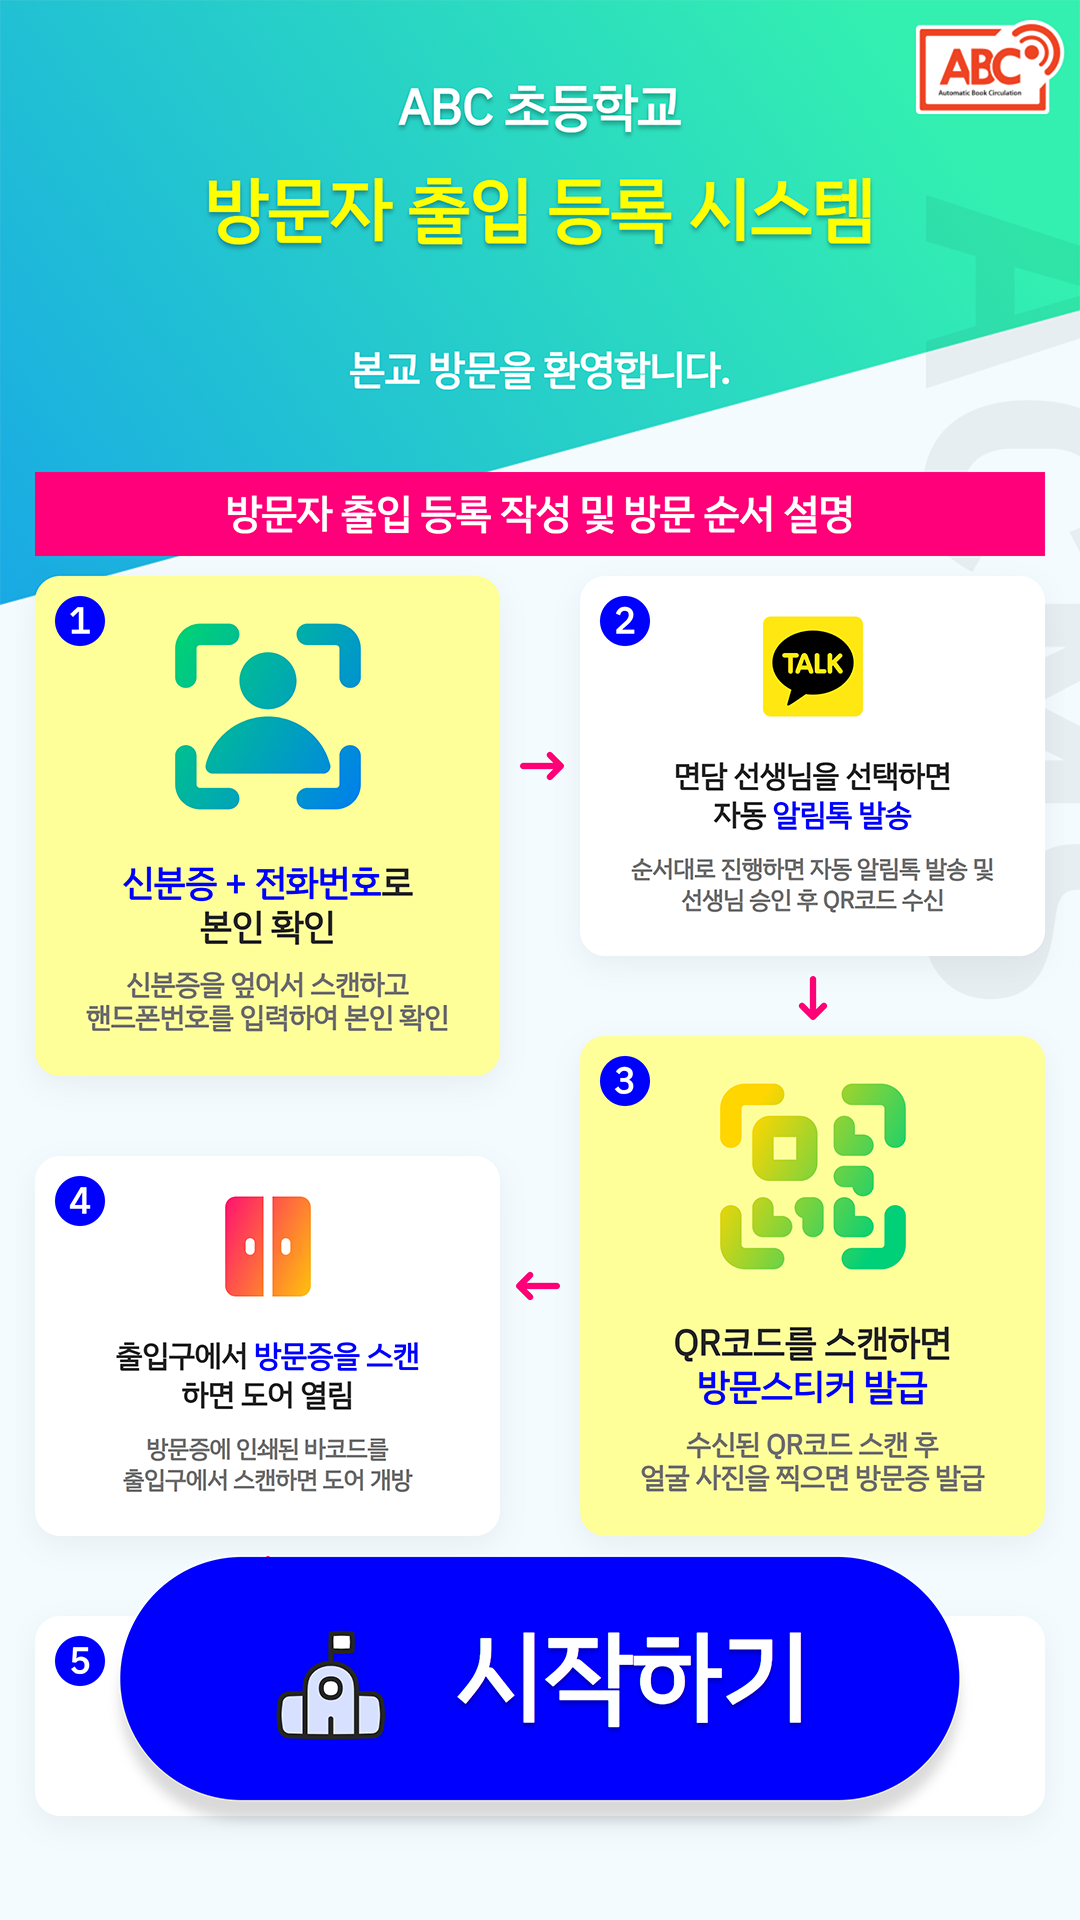 ABC
Automatic Book Circulation
ABC 초등학교
방문자 출입 등록 시스템
본교 방문을 환영합니다.
방문자 출입 등록 작성 및 방문 순서 설명
1
신분증 + 전화번호로
본인 확인
신분증을 엎어서 스캔하고
핸드폰번호를 입력하여 본인 확인
2
TALK
면담 선생님을 선택하면
자동 알림톡 발송
순서대로 진행하면 자동 알림톡 발송 및
선생님 승인 후 QR코드 수신
3
QR코드를 스캔하면
방문스티커 발급
수신된 QR코드 스캔 후
얼굴 사진을 찍으면 방문증 발급
4
출입구에서 방문증을 스캔
하면 도어 열림
방문증에 인쇄된 바코드를
출입구에서 스캔하면 도어 개방
5
시작하기